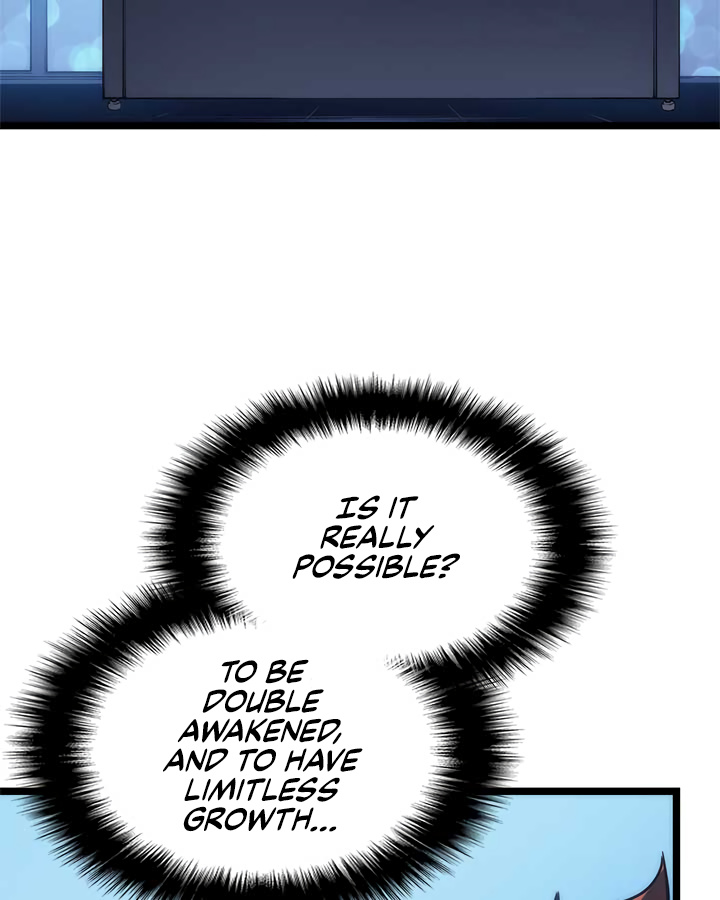 IS IT
REALLY
POSSIBLE?
TO BE
DOUBLE
AWAKENED,
AND TO HAVE
LIMITLESS
GROWTH...